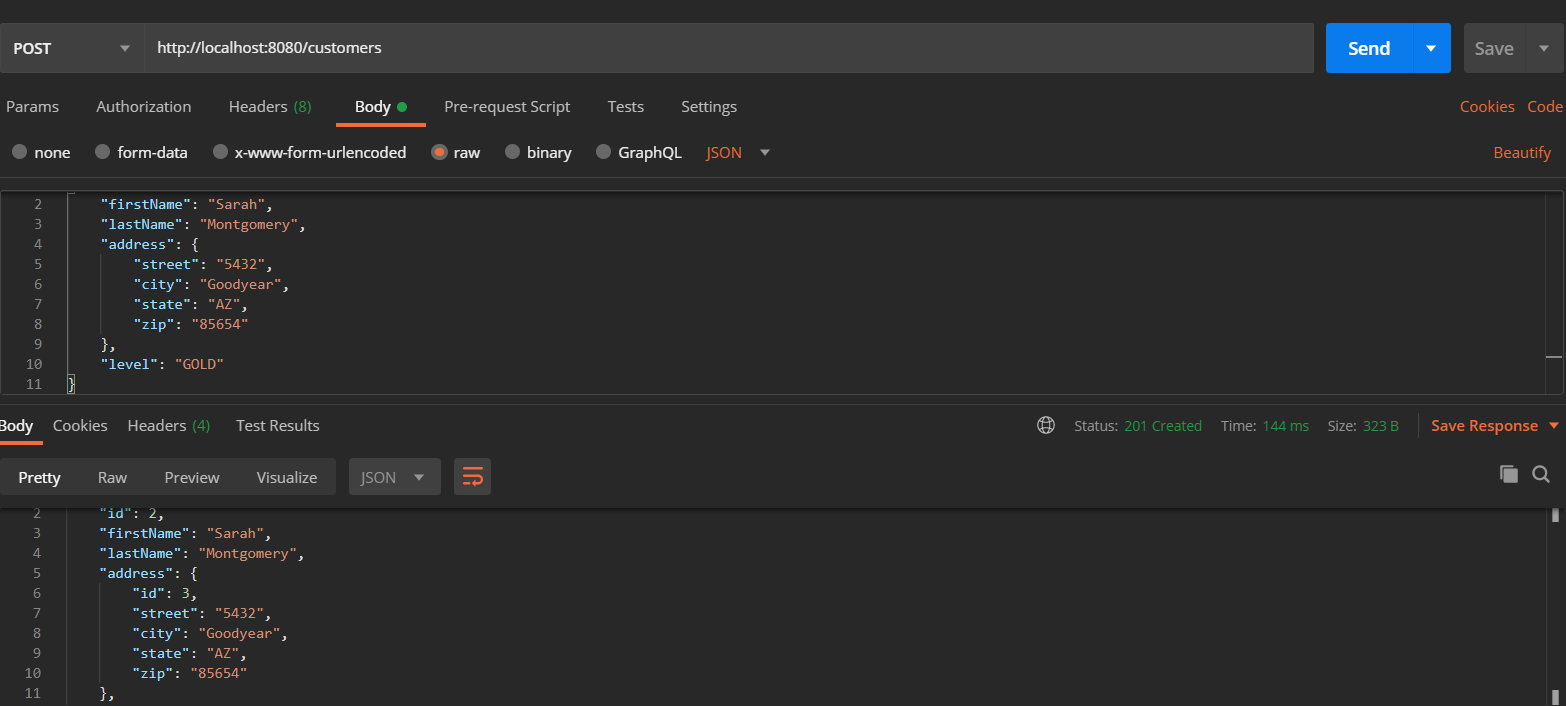 POST http://localhost:8080/customers Send Save
Params Authorization Headers (8) Body Pre-request Script Tests Settings Cookies Code
none form-data x-www-form-urlencoded raw binary GraphQL JSON Beautify
2 "firstName": "Sarah",
3 "lastName": "Montgomery",
4 "address": {
5 "street": "5432",
6 "city": "Goodyear",
7 "state": "AZ",
8 "zip": "85654"
9 },
10 "level": "GOLD"
11 }
Body Cookies Headers (4) Test Results Status: 201 Created Time: 144 ms Size: 323 B Save Response
Pretty Raw Preview Visualize JSON
2 "id": 2,
3 "firstName": "Sarah",
4 "lastName": "Montgomery",
5 "address": {
6 "id": 3,
7 "street": "5432",
8 "city": "Goodyear",
9 "state": "AZ",
10 "zip": "85654"
11 },